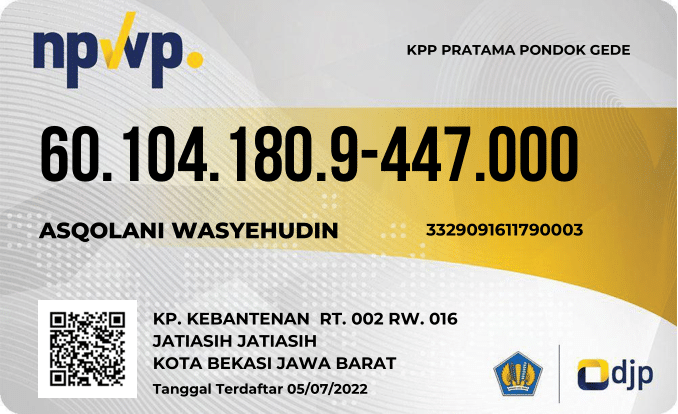 npwp.
KPP PRATAMA PONDOK GEDE
60.104.180.9-447.000
ASQOLANI WASYEHUDIN
3329091611790003
KP. KEBANTENAN RT. 002 RW. 016
JATIASIH JATIASIH
KOTA BEKASI JAWA BARAT
Tanggal Terdaftar 05/07/2022
djp